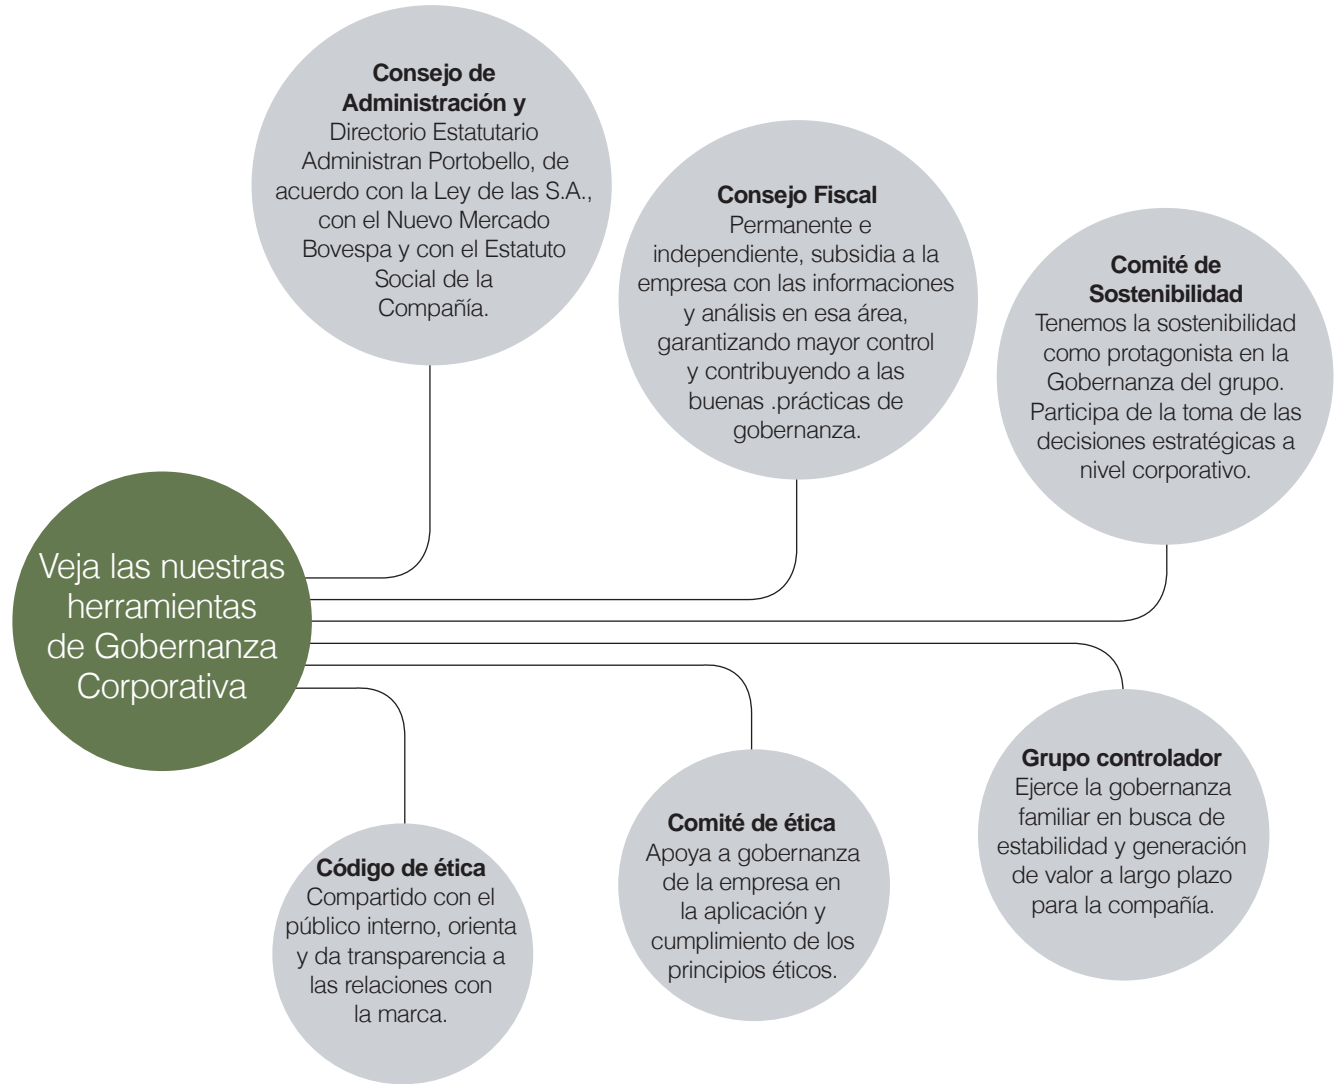 Consejo de
Administración y
Directorio Estatutario
Administran Portobello, de
acuerdo con la Ley de las S.A.,
con el Nuevo Mercado
Bovespa y con el Estatuto
Social de la
Compañía.
Consejo Fiscal
Permanente e
independiente, subsidia a la
empresa con las informaciones
y análisis en esa área,
garantizando mayor control
y contribuyendo a las
buenas .prácticas de
gobernanza.
Comité de
Sostenibilidad
Tenemos la sostenibilidad
como protagonista en la
Gobernanza del grupo.
Participa de la toma de las
decisiones estratégicas a
nivel corporativo.
Veja las nuestras
herramientas
de Gobernanza
Corporativa
Código de ética
Compartido con el
público interno, orienta
y da transparencia a
las relaciones con
la marca.
Comité de ética
Apoya a gobernanza
de la empresa en
la aplicación y
cumplimiento de los
principios éticos.
Grupo controlador
Ejerce la gobernanza
familiar en busca de
estabilidad y generación
de valor a largo plazo
para la compañía.